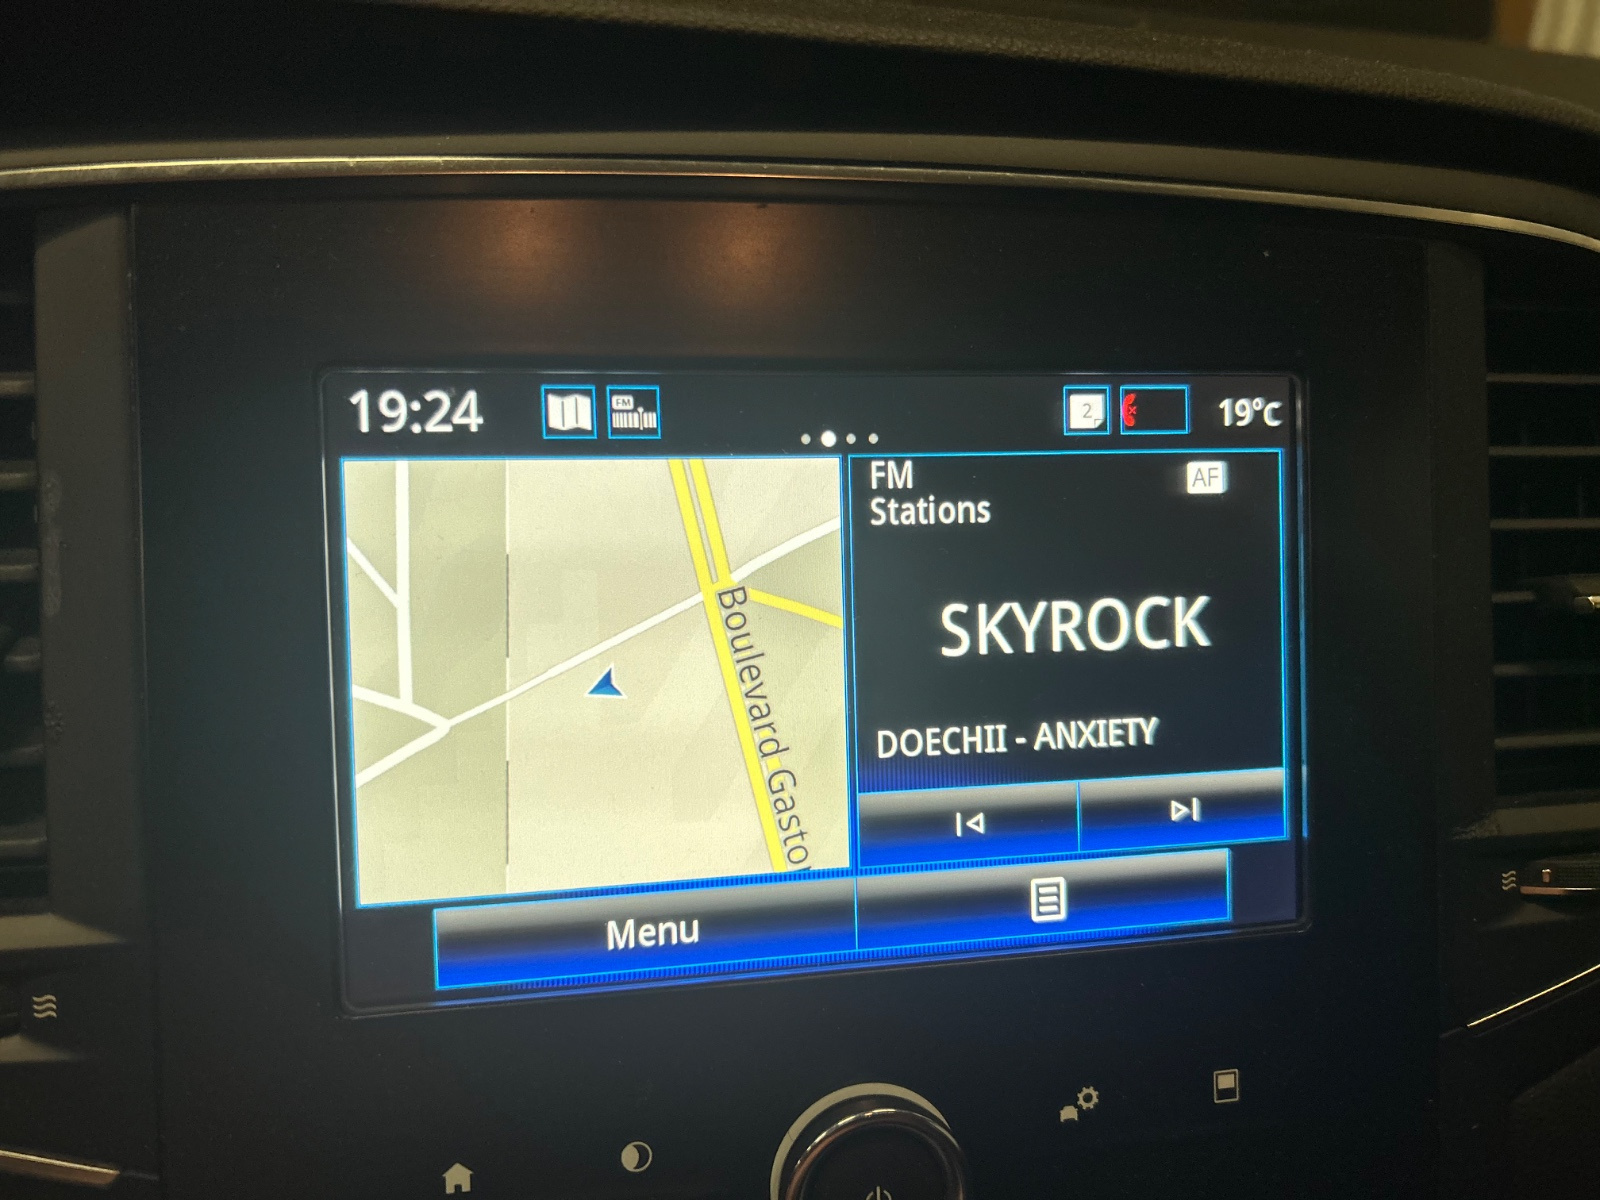 19:24
FM
2
19°C
FM
Stations
AF
SKYROCK
DOECHII - ANXIETY
Boulevard Gasto
Menu